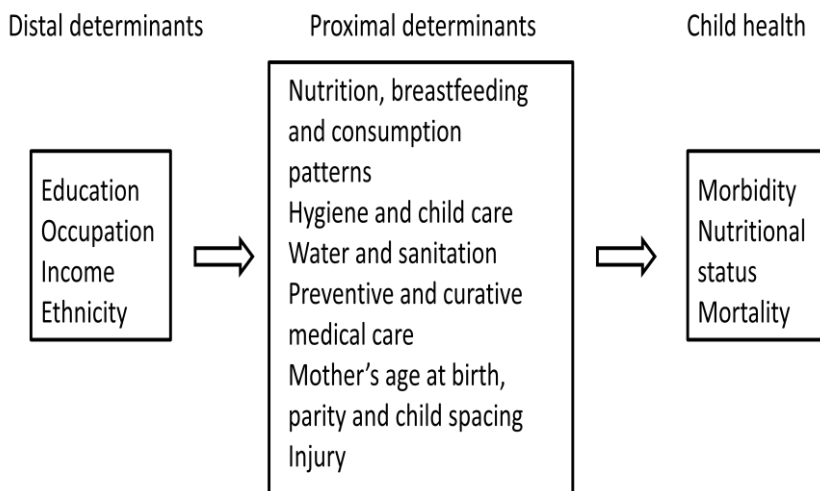 Distal determinants
Proximal determinants
Child health
Education
Occupation
Income
Ethnicity
Nutrition, breastfeeding
and consumption
patterns
Hygiene and child care
Water and sanitation
Preventive and curative
medical care
Mother's age at birth,
parity and child spacing
Injury
Morbidity
Nutritional
status
Mortality